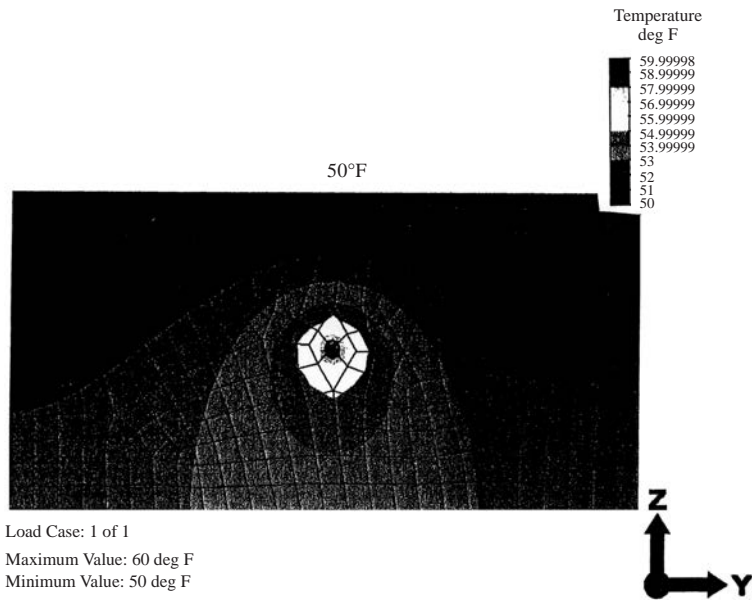 Temperature
deg F
59.99998
58.99999
57.99999
56.99999
55.99999
54.99999
53.99999
53
52
51
50
50°F
Load Case: 1 of 1
Maximum Value: 60 deg F
Minimum Value: 50 deg F
Z
Y